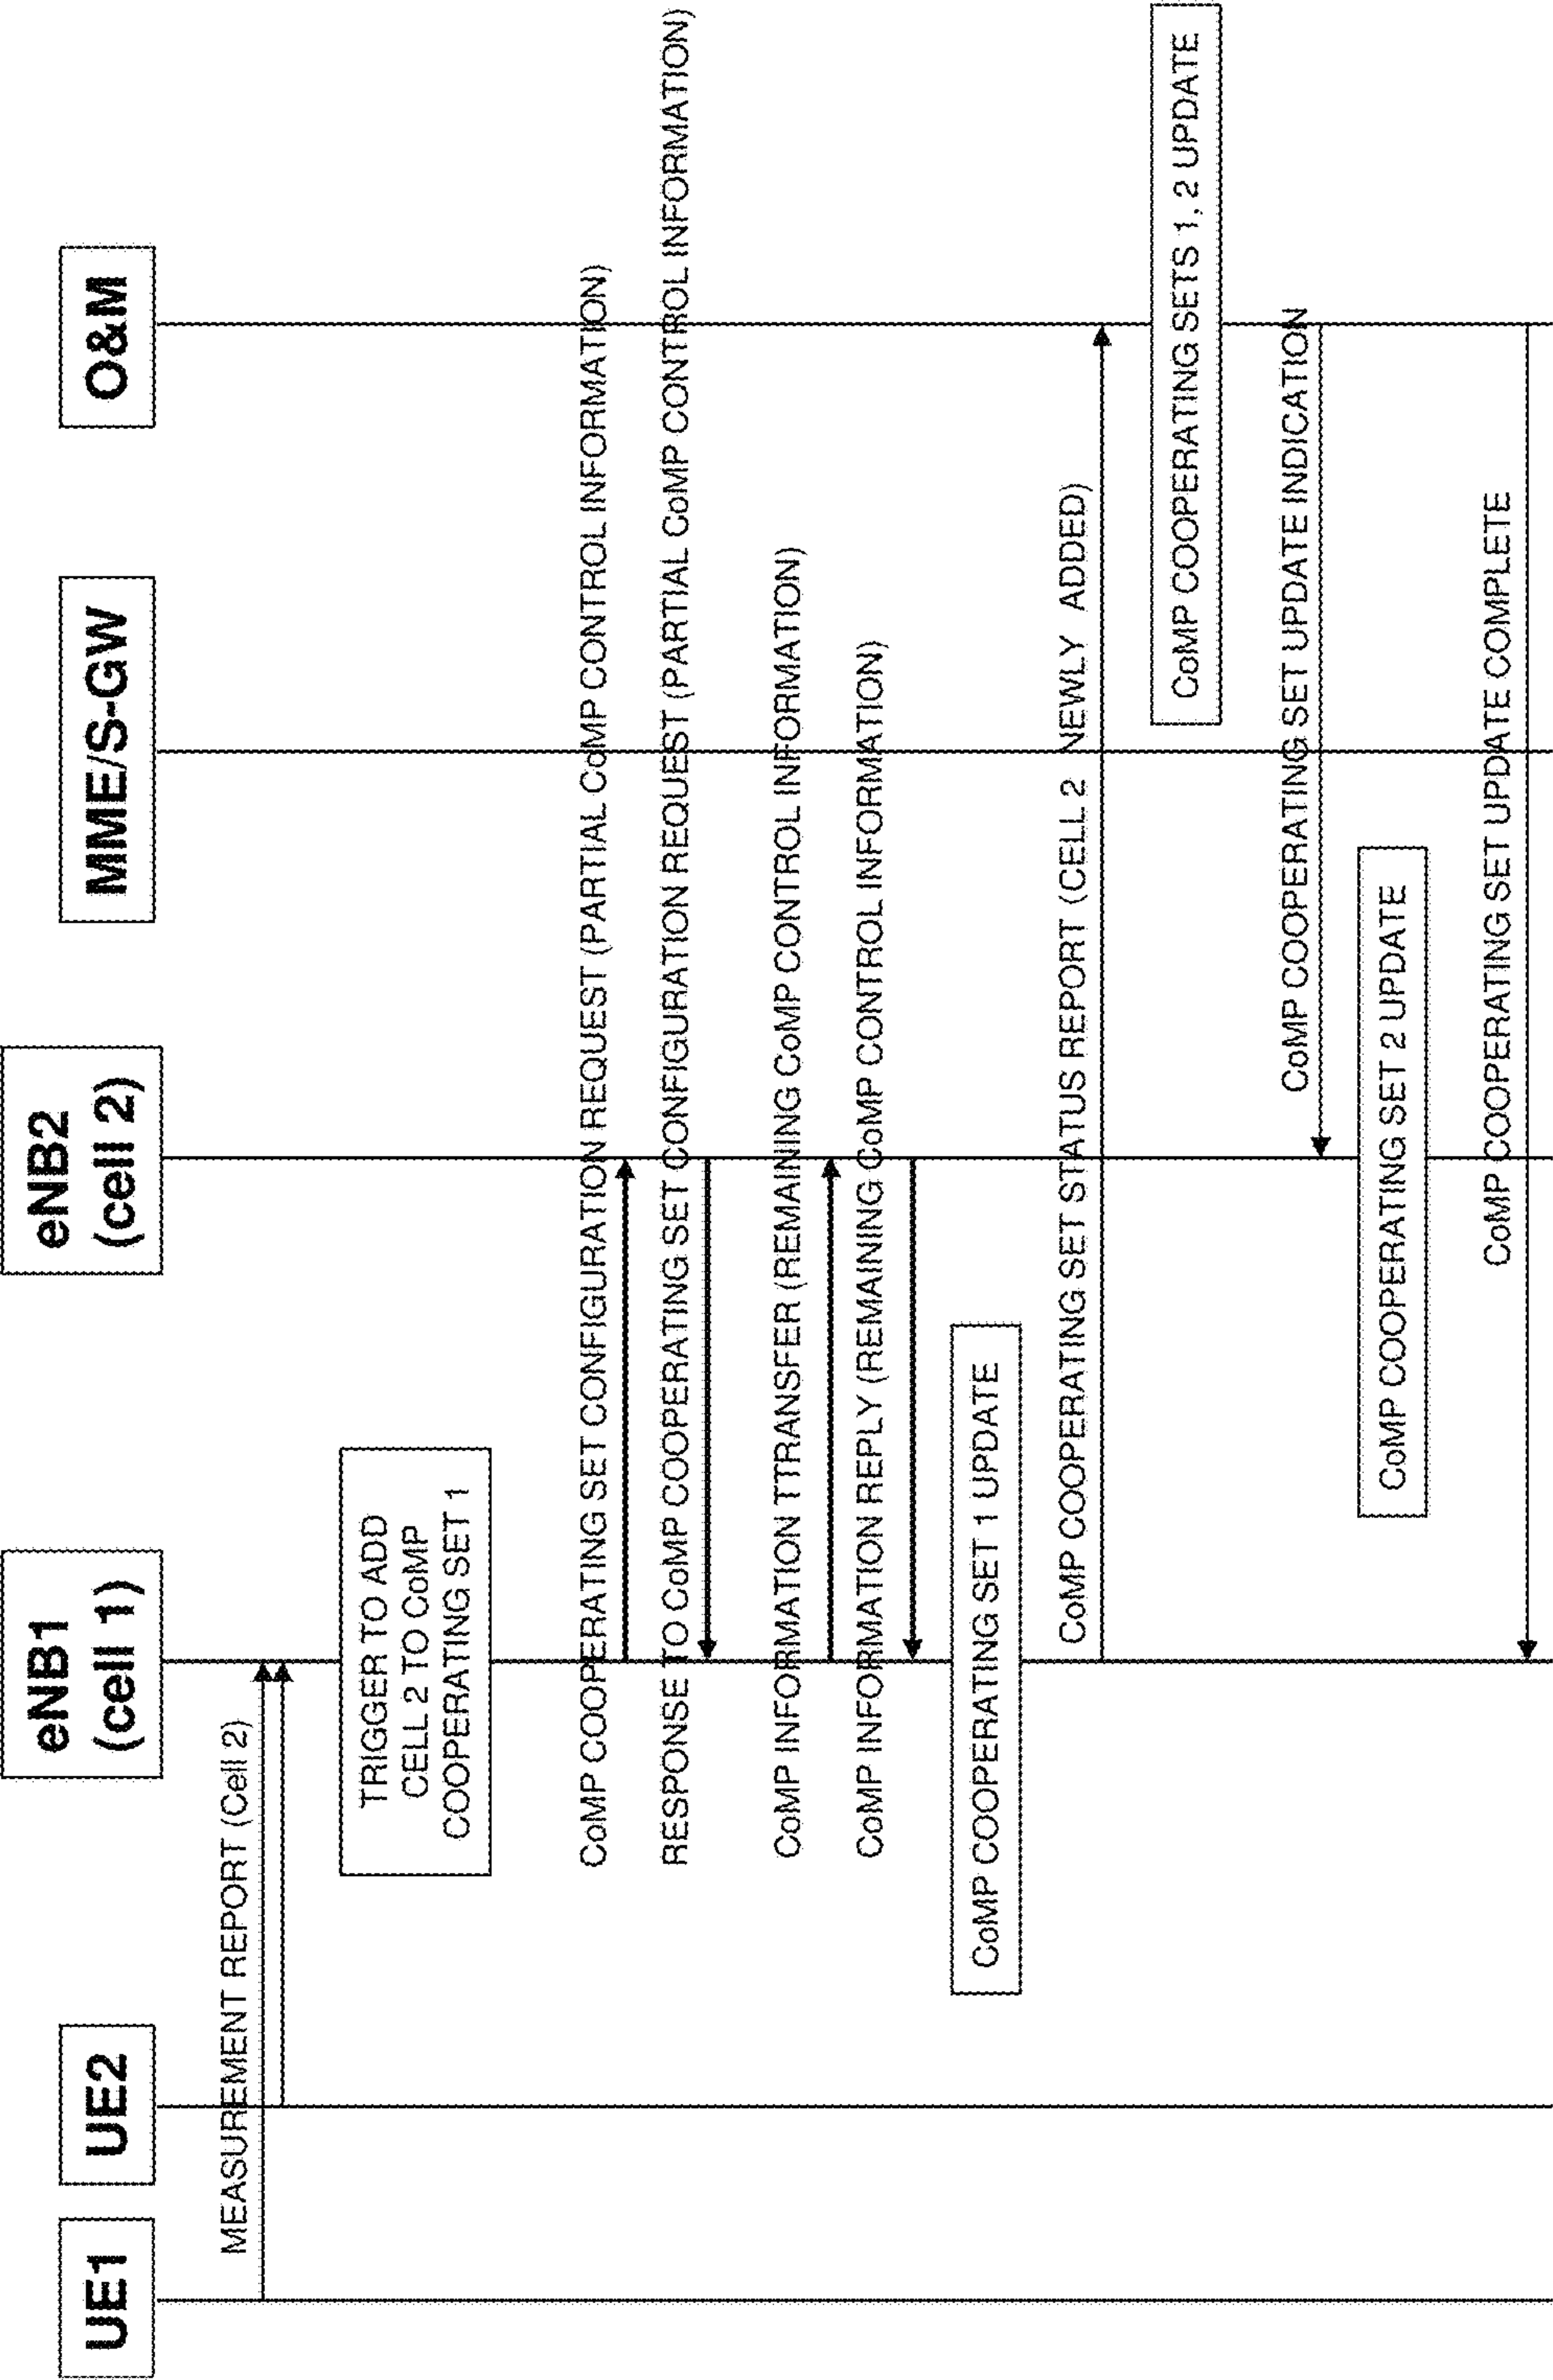 UE1
UE2
eNB1
(cell 1)
eNB2
(cell 2)
MME/S-GW
O&M
MEASUREMENT REPORT (Cell 2)
TRIGGER TO ADD
CELL 2 TO CoMP
COOPERATING SET 1
CoMP COOPERATING SET CONFIGURATION REQUEST (PARTIAL CoMP CONTROL INFORMATION)
RESPONSE TO CoMP COOPERATING SET CONFIGURATION REQUEST (PARTIAL CoMP CONTROL INFORMATION)
CoMP INFORMATION TTRANSFER (REMAINING CoMP CONTROL INFORMATION)
CoMP INFORMATION REPLY (REMAINING CoMP CONTROL INFORMATION)
CoMP COOPERATING SET 1 UPDATE
CoMP COOPERATING SET STATUS REPORT (CELL 2 NEWLY ADDED)
CoMP COOPERATING SETS 1, 2 UPDATE
CoMP COOPERATING SET UPDATE INDICATION
CoMP COOPERATING SET 2 UPDATE
CoMP COOPERATING SET UPDATE COMPLETE